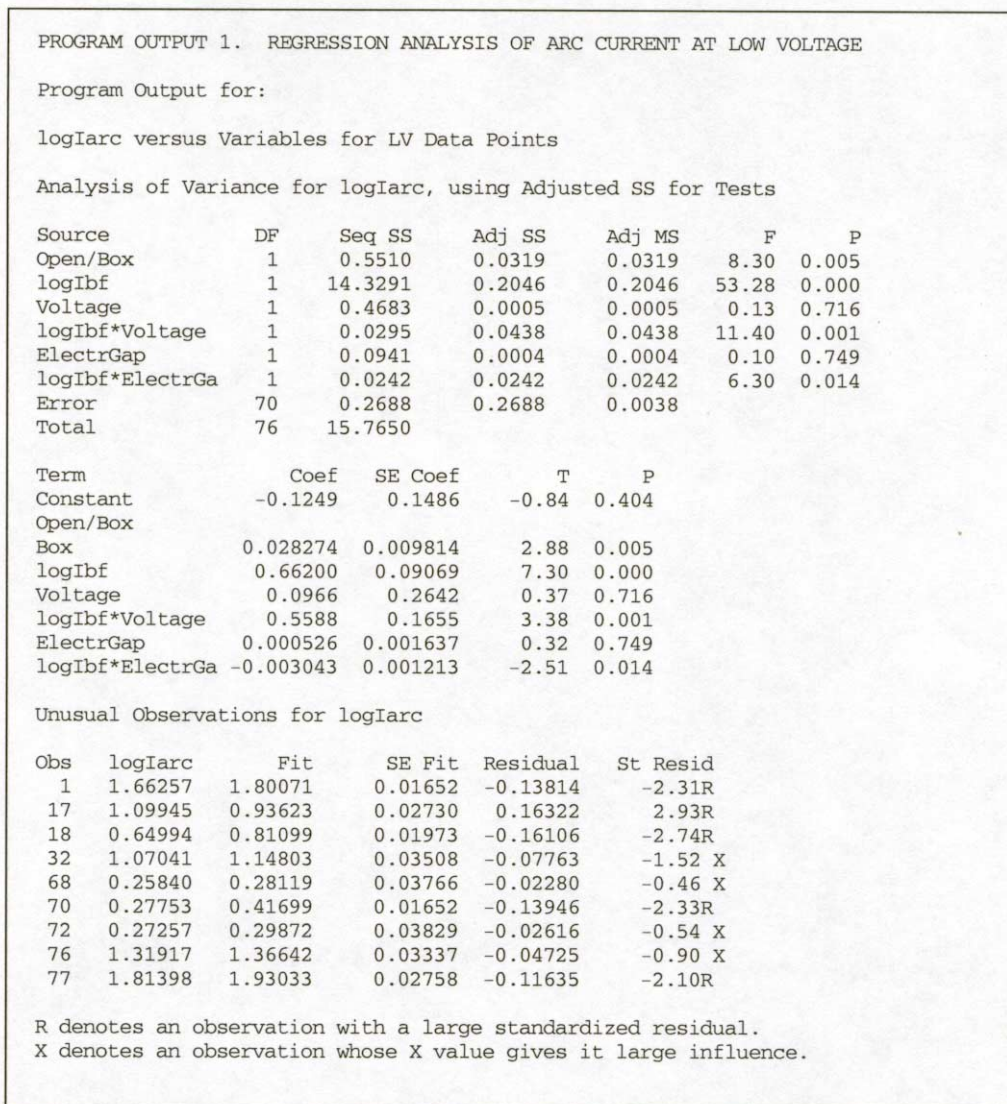 PROGRAM OUTPUT 1. REGRESSION ANALYSIS OF ARC CURRENT AT LOW VOLTAGE
Program Output for:
logIarc versus Variables for LV Data Points
Analysis of Variance for logIarc, using Adjusted SS for Tests
Source DF Seq SS Adj SS Adj MS F P
Open/Box 1 0.5510 0.0319 0.0319 8.30 0.005
logIbf 1 14.3291 0.2046 0.2046 53.28 0.000
Voltage 1 0.4683 0.0005 0.0005 0.13 0.716
logIbf*Voltage 1 0.0295 0.0438 0.0438 11.40 0.001
ElectrGap 1 0.0941 0.0004 0.0004 0.10 0.749
logIbf*ElectrGa 1 0.0242 0.0242 0.0242 6.30 0.014
Error 70 0.2688 0.2688 0.0038
Total 76 15.7650
Term Coef SE Coef T P
Constant -0.1249 0.1486 -0.84 0.404
Open/Box
Box 0.028274 0.009814 2.88 0.005
logIbf 0.66200 0.09069 7.30 0.000
Voltage 0.0966 0.2642 0.37 0.716
logIbf*Voltage 0.5588 0.1655 3.38 0.001
ElectrGap 0.000526 0.001637 0.32 0.749
logIbf*ElectrGa -0.003043 0.001213 -2.51 0.014
Unusual Observations for logIarc
Obs logIarc Fit SE Fit Residual St Resid
1 1.66257 1.80071 0.01652 -0.13814 -2.31R
17 1.09945 0.93623 0.02730 0.16322 2.93R
18 0.64994 0.81099 0.01973 -0.16106 -2.74R
32 1.07041 1.14803 0.03508 -0.07763 -1.52 X
68 0.25840 0.28119 0.03766 -0.02280 -0.46 X
70 0.27753 0.41699 0.01652 -0.13946 -2.33R
72 0.27257 0.29872 0.03829 -0.02616 -0.54 X
76 1.31917 1.36642 0.03337 -0.04725 -0.90 X
77 1.81398 1.93033 0.02758 -0.11635 -2.10R
R denotes an observation with a large standardized residual.
X denotes an observation whose X value gives it large influence.